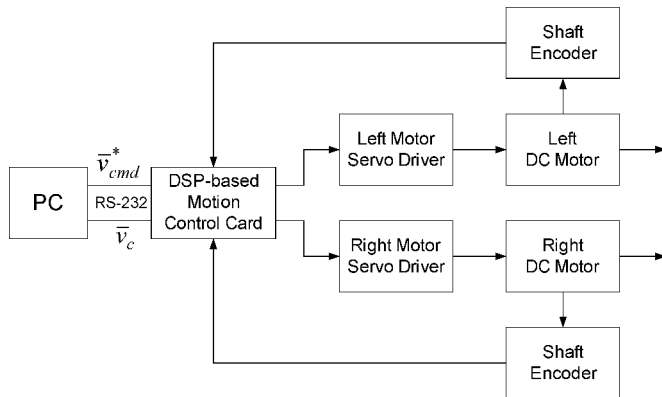 Shaft
Encoder
Left Motor
Servo Driver
Left
DC Motor
PC
v̅*cmd
RS-232
v̅c
DSP-based
Motion
Control Card
Right Motor
Servo Driver
Right
DC Motor
Shaft
Encoder